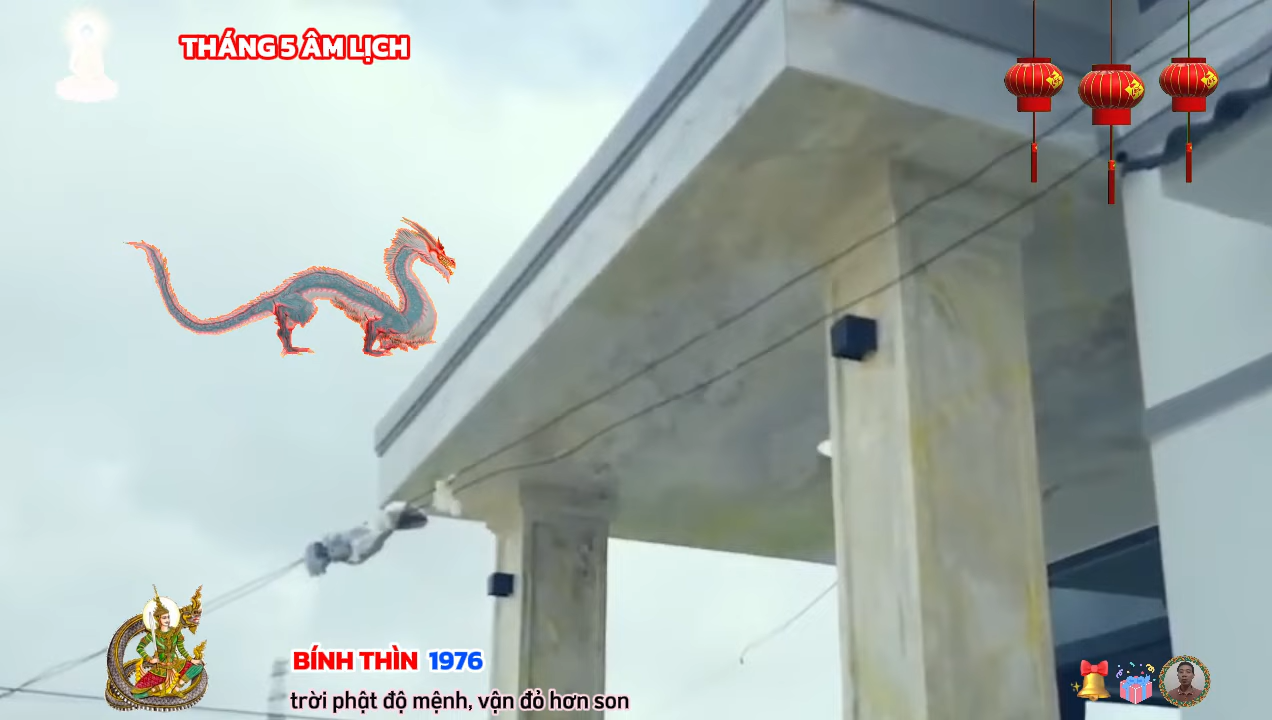 THÁNG 5 ÂM LỊCH
BÍNH THÌN 1976
trời phật độ mệnh, vận đỏ hơn son